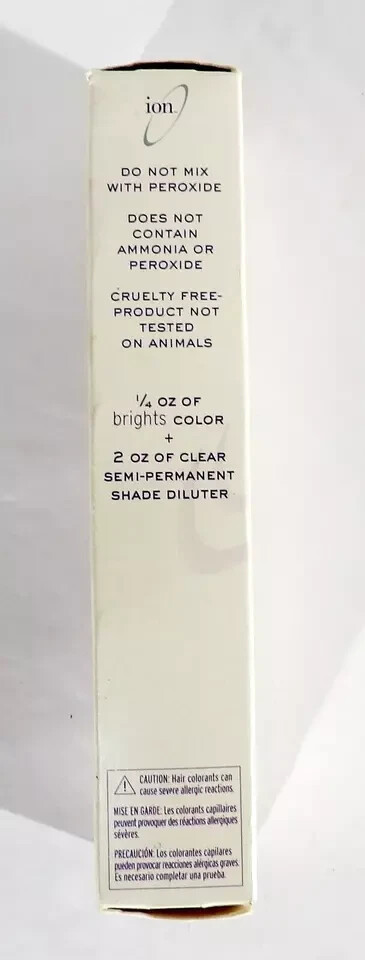 ion™
DO NOT MIX
WITH PEROXIDE
DOES NOT
CONTAIN
AMMONIA OR
PEROXIDE
CRUELTY FREE-
PRODUCT NOT
TESTED
ON ANIMALS
¼ OZ OF
brights COLOR
+
2 OZ OF CLEAR
SEMI-PERMANENT
SHADE DILUTER
CAUTION: Hair colorants can
cause severe allergic reactions.
MISE EN GARDE: Les colorants capillaires
peuvent provoquer des réactions allergiques
sévères.
PRECAUCIÓN: Los colorantes capilares
pueden provocar reacciones alérgicas graves.
Es necesario completar una prueba.